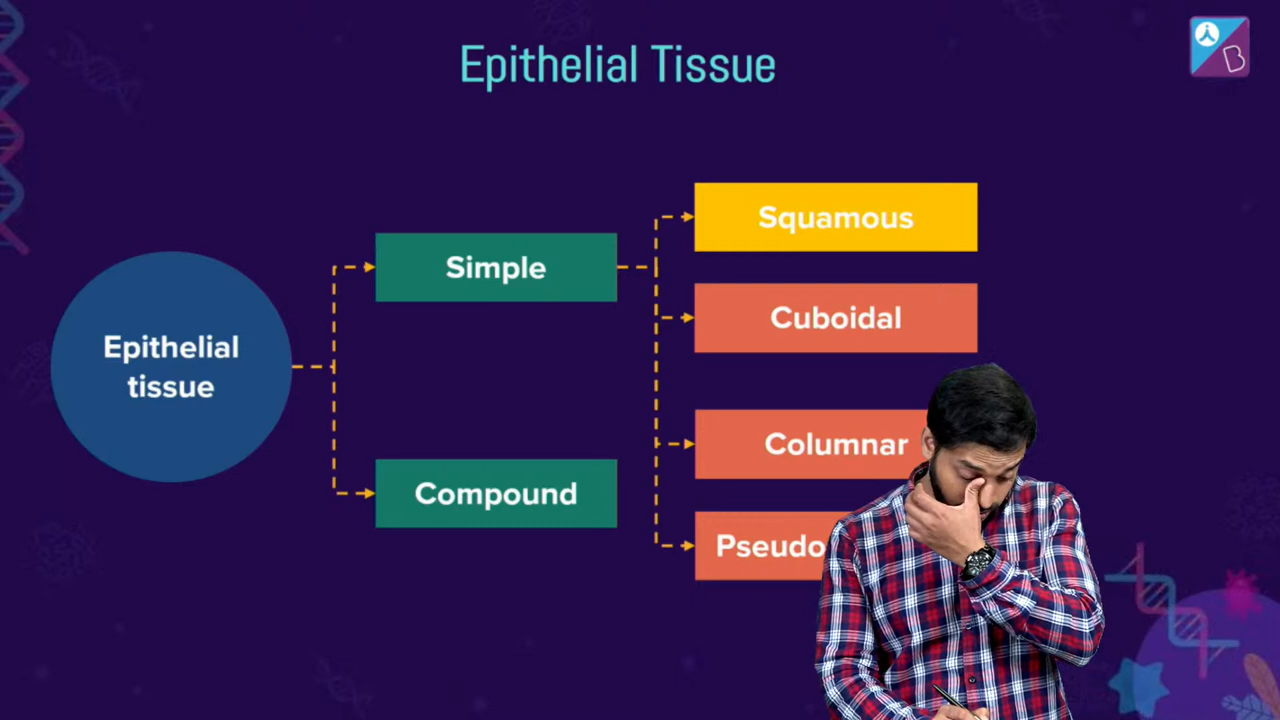 Epithelial Tissue
Squamous
Simple
Cuboidal
Epithelial
tissue
Columnar
Compound
Pseudo
B